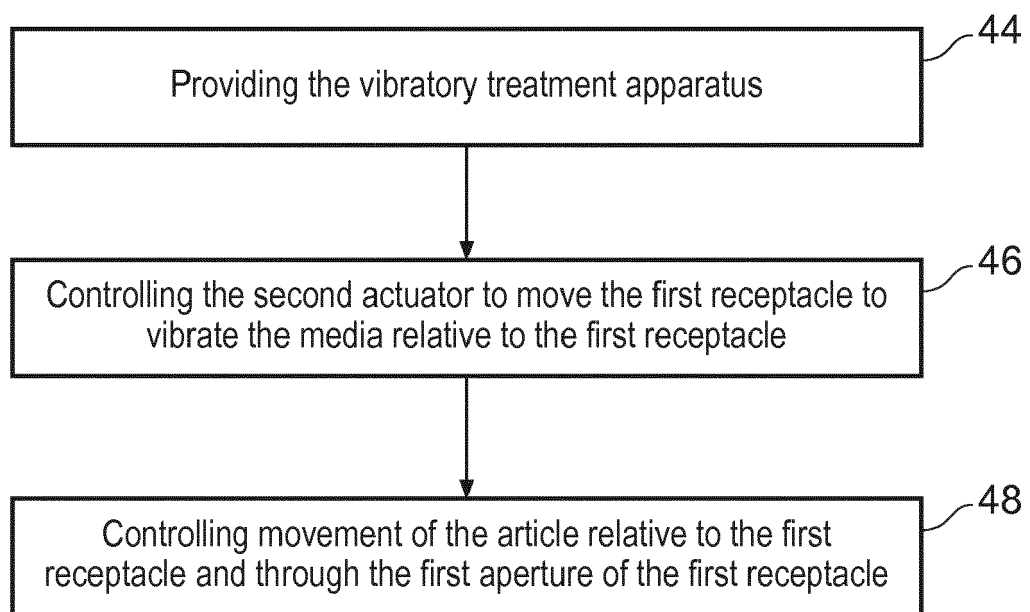 44
Providing the vibratory treatment apparatus
46
Controlling the second actuator to move the first receptacle to
vibrate the media relative to the first receptacle
48
Controlling movement of the article relative to the first
receptacle and through the first aperture of the first receptacle